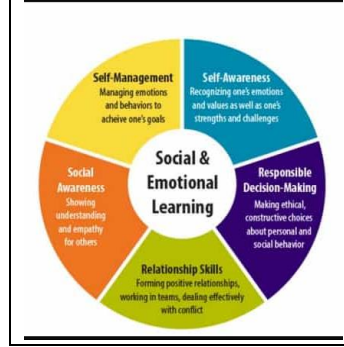 Self-Management
Managing emotions
and behaviors to
acheive one's goals
Self-Awareness
Recognizing one's emotions
and values as well as one's
strengths and challenges
Social
Awareness
Showing
understanding
and empathy
for others
Social &
Emotional
Learning
Responsible
Decision-Making
Making ethical,
constructive choices
about personal and
social behavior
Relationship Skills
Forming positive relationships,
working in teams, dealing effectively
with conflict